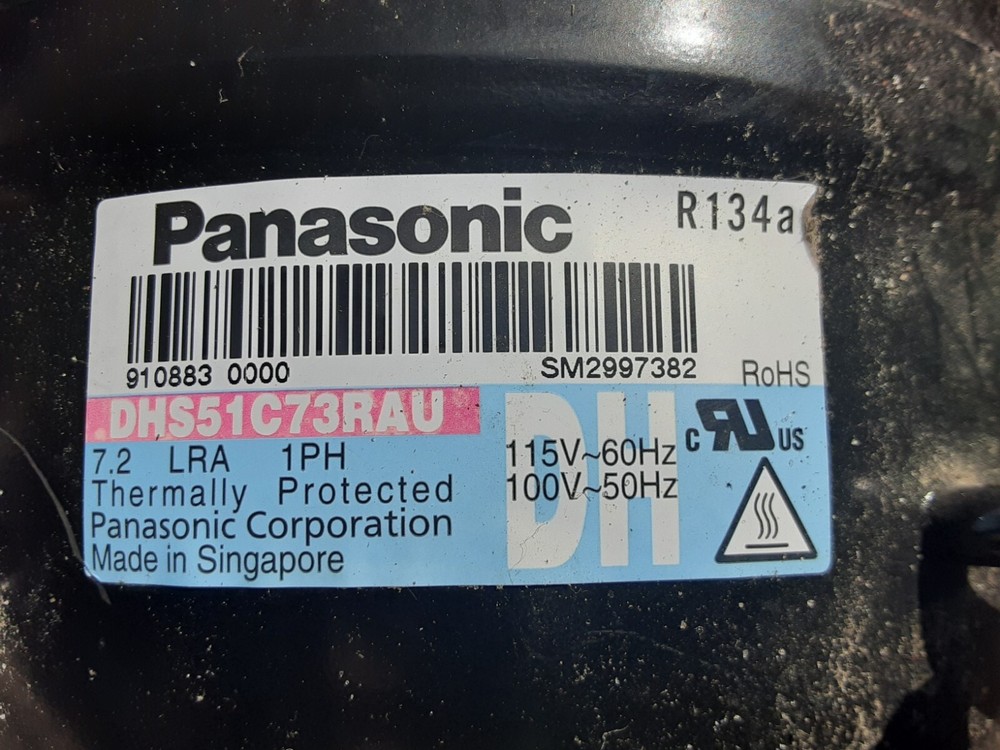 Panasonic
R134a
910883 0000
SM2997382
RoHS
DHS51C73RAU
DH
c RU US
7.2 LRA 1PH
115V~60Hz
Thermally Protected
100V~50Hz
Panasonic Corporation
Made in Singapore